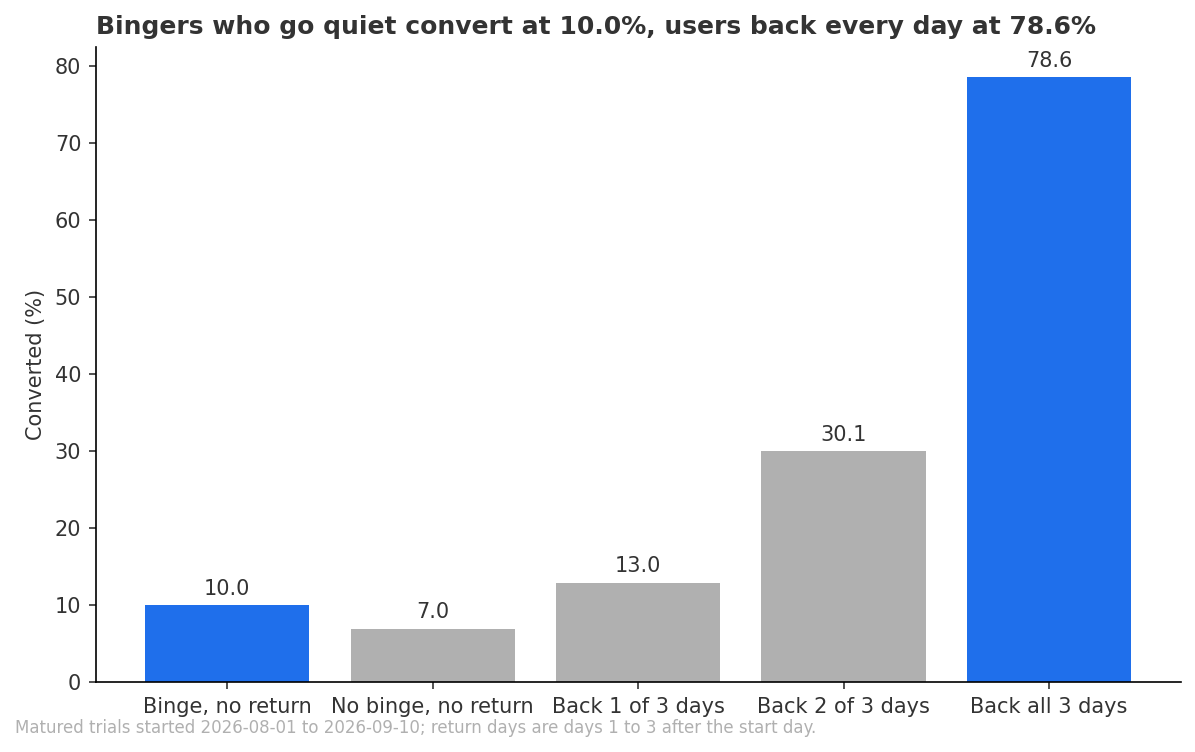 Bingers who go quiet convert at 10.0%, users back every day at 78.6%
Converted (%)
80
70
60
50
40
30
20
10
0
10.0
7.0
13.0
30.1
78.6
Binge, no return
No binge, no return
Back 1 of 3 days
Back 2 of 3 days
Back all 3 days
Matured trials started 2026-08-01 to 2026-09-10; return days are days 1 to 3 after the start day.